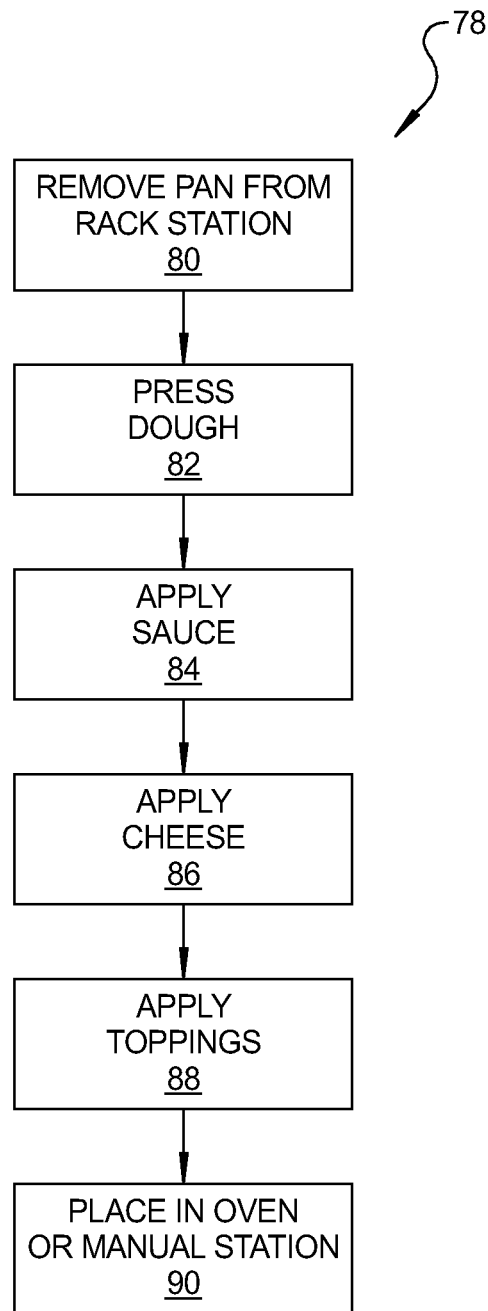 78
REMOVE PAN FROM
RACK STATION
80
PRESS
DOUGH
82
APPLY
SAUCE
84
APPLY
CHEESE
86
APPLY
TOPPINGS
88
PLACE IN OVEN
OR MANUAL STATION
90